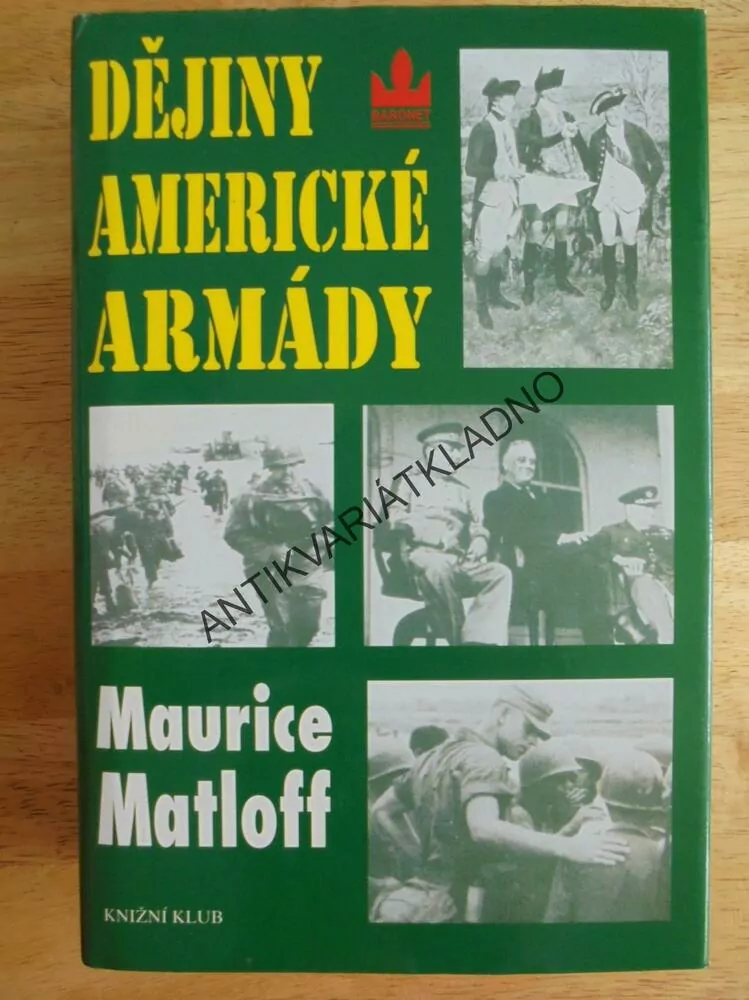 DĚJINY
BARONET
AMERICKÉ
ARMÁDY
ANTIKVARIÁTKLADNO
Maurice
Matloff
KNIŽNÍ KLUB